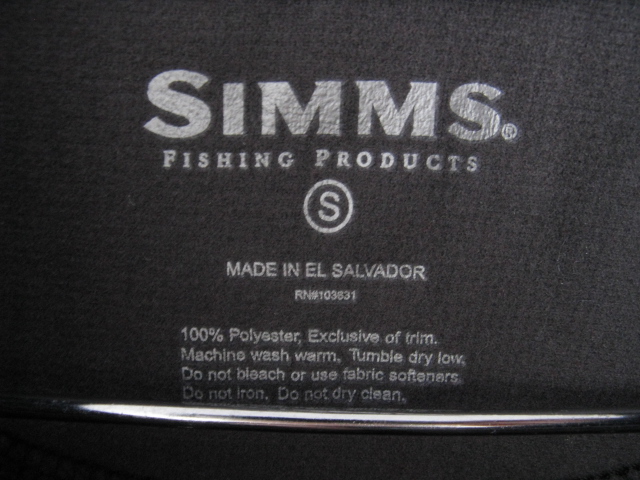 SIMMS®
FISHING PRODUCTS
S
MADE IN EL SALVADOR
RN#103631
100% Polyester, Exclusive of trim.
Machine wash warm. Tumble dry low.
Do not bleach or use fabric softeners.
Do not iron. Do not dry clean.